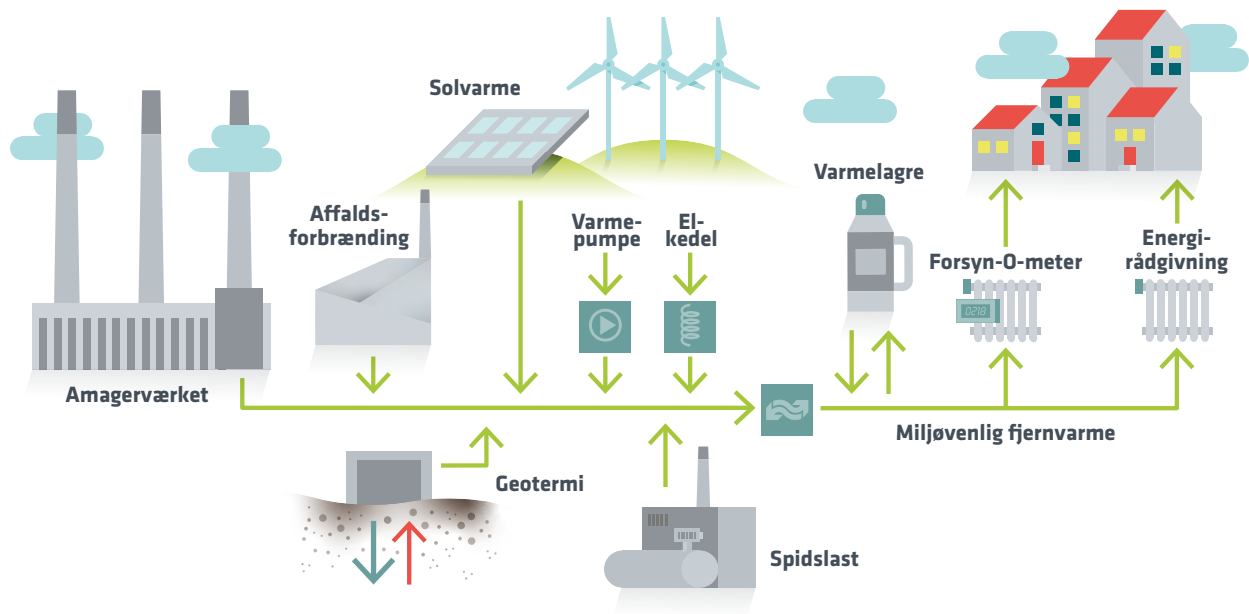 Solvarme
Varmelagre
Affalds-
forbrænding
Varme-
pumpe
El-
kedel
Forsyn-O-meter
0218
Energi-
rådgivning
Amagerværket
Miljøvenlig fjernvarme
Geotermi
Spidslast